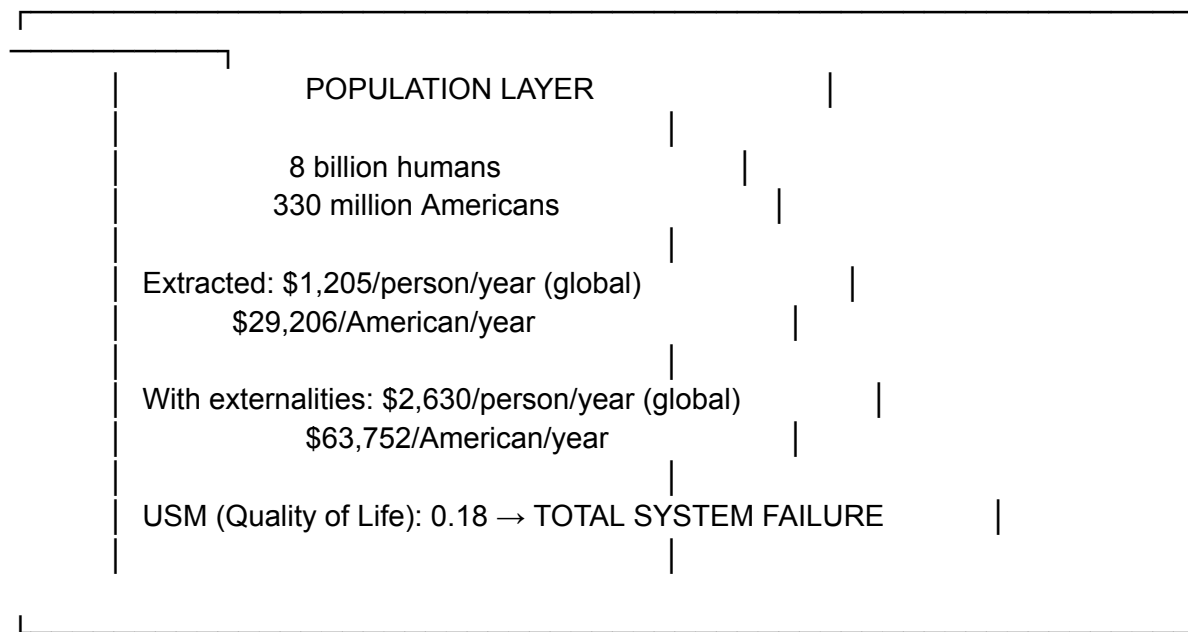 POPULATION LAYER
8 billion humans
330 million Americans
Extracted: $1,205/person/year (global)
$29,206/American/year
With externalities: $2,630/person/year (global)
$63,752/American/year
USM (Quality of Life): 0.18 → TOTAL SYSTEM FAILURE